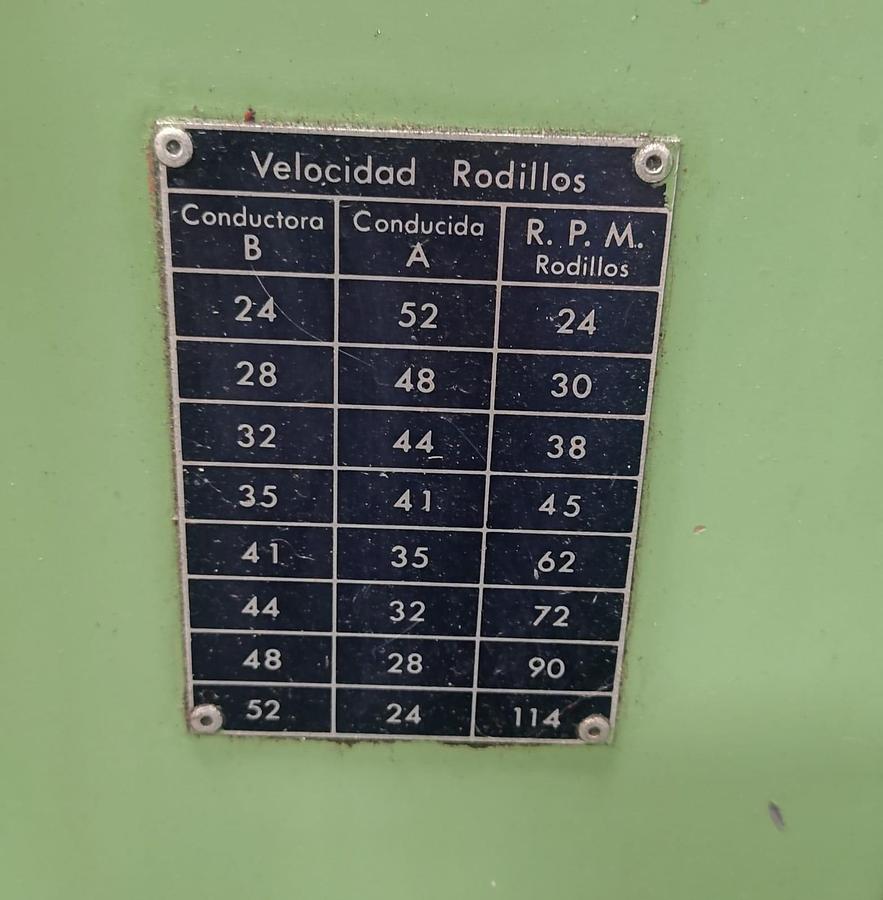 Velocidad Rodillos
Conductora B Conducida A R. P. M. Rodillos
24 52 24
28 48 30
32 44 38
35 41 45
41 35 62
44 32 72
48 28 90
52 24 114